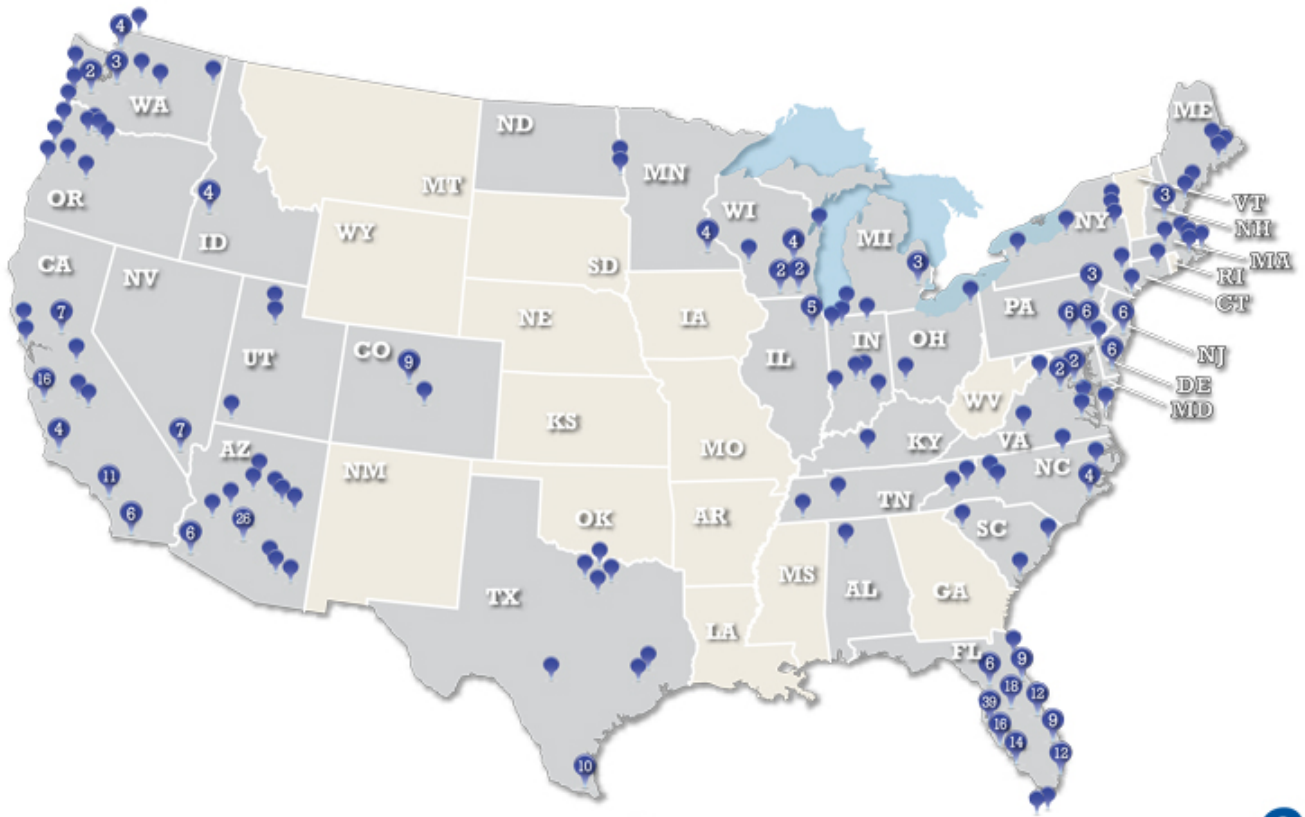 4
3
2
WA
ND
ME
MT
MN
OR
4
ID
WY
WI
4
4
2
2
MI
3
NY
3
VT
NH
MA
RI
CT
CA
NV
7
SD
NE
IA
5
IL
IN
OH
PA
3
6
6
6
NJ
6
DE
MD
UT
CO
9
16
4
7
AZ
KS
MO
KY
WV
2
2
VA
NC
4
11
6
6
26
NM
OK
AR
TN
SC
TX
LA
MS
AL
GA
10
FL
6
9
18
12
39
16
9
14
12